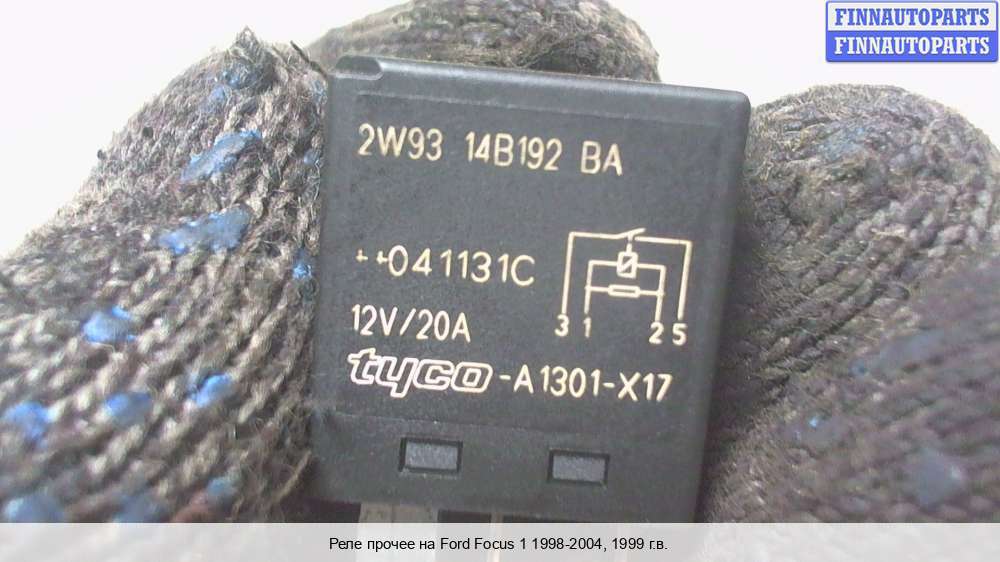 FINNAUTOPARTS
FINNAUTOPARTS
2W93 14B192 BA
++041131C
3 1 2 5
12V/20A
tyco-A1301-X17
Реле прочее на Ford Focus 1 1998-2004, 1999 г.в.